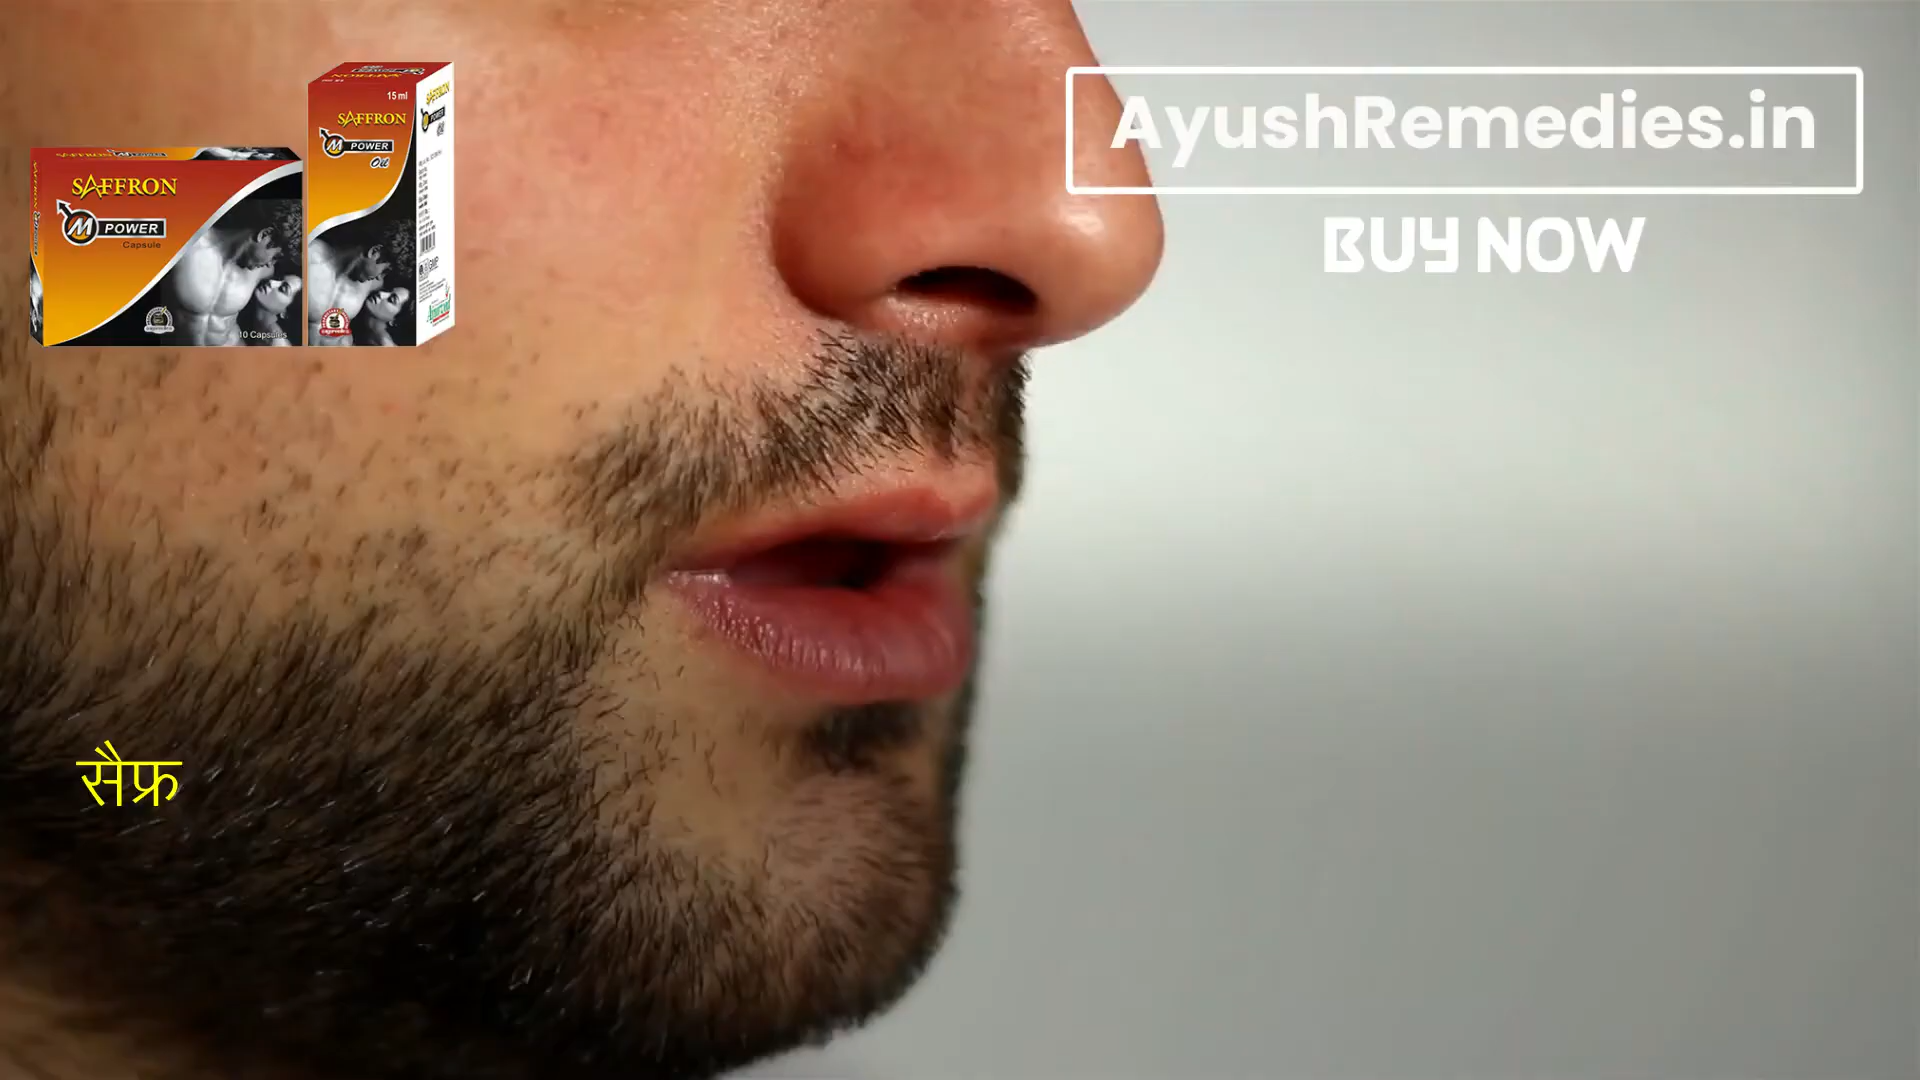 AyushRemedies.in
BUY NOW
15 ml
SAFFRON
M POWER
Oil
SAFFRON
M POWER
Capsule
10 Capsules
सैफ्र